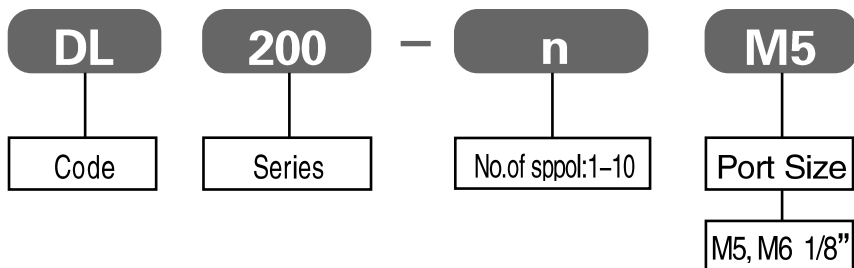 DL 200 – n M5
Code Series No.of sppol:1–10 Port Size
M5, M6 1/8”